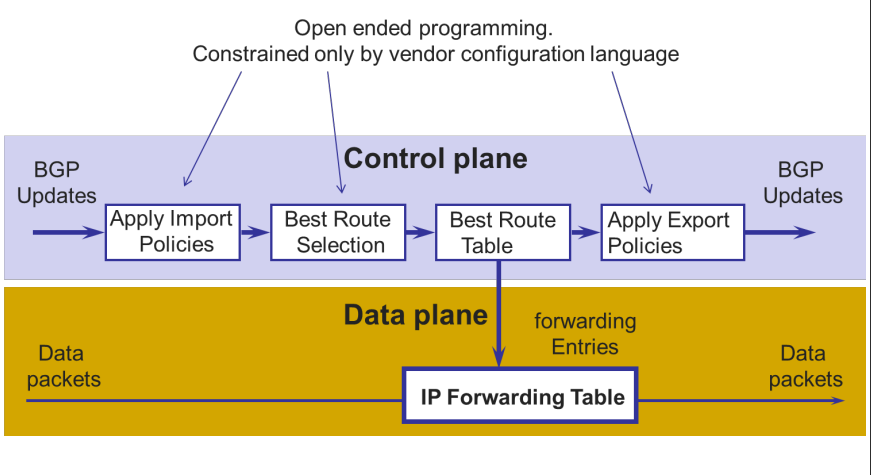 Open ended programming.
Constrained only by vendor configuration language
Control plane
BGP
Updates
Apply Import
Policies
Best Route
Selection
Best Route
Table
Apply Export
Policies
BGP
Updates
Data plane
forwarding
Entries
Data
packets
IP Forwarding Table
Data
packets